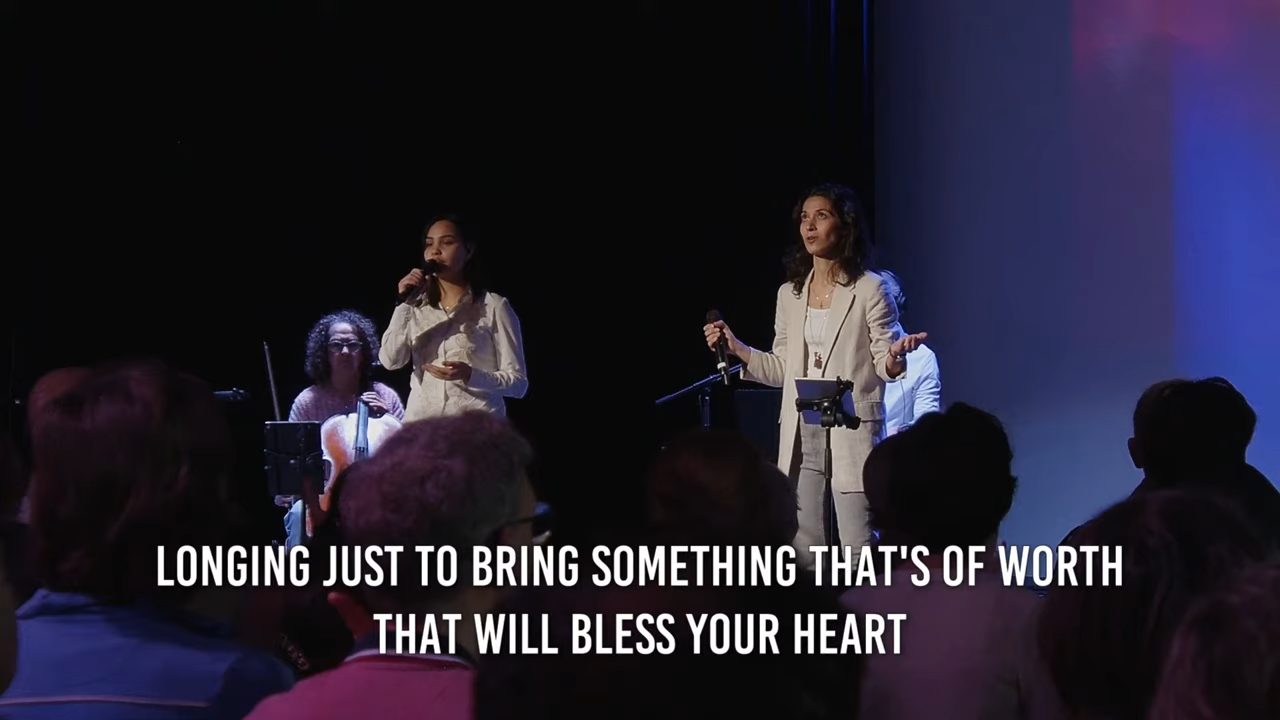 LONGING JUST TO BRING SOMETHING THAT'S OF WORTH
THAT WILL BLESS YOUR HEART